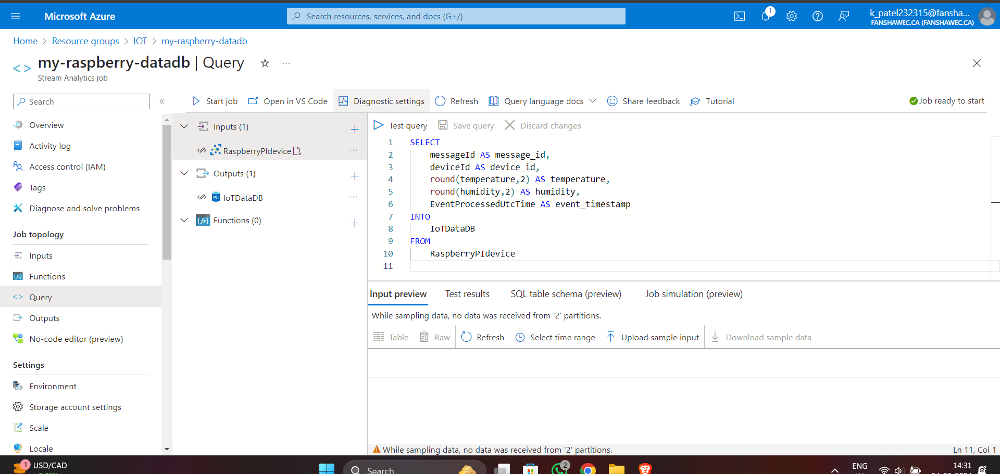 Microsoft Azure
Search resources, services, and docs (G+/)
1
k_patel232315@fansha...
FANSHAWEC.CA (FANSHAWEC.CA)
Home > Resource groups > IOT > my-raspberry-datadb
my-raspberry-datadb | Query
Stream Analytics job
Search
Start job
Open in VS Code
Diagnostic settings
Refresh
Query language docs
Share feedback
Tutorial
Job ready to start
Overview
Activity log
Access control (IAM)
Tags
Diagnose and solve problems
Job topology
Inputs
Functions
Query
Outputs
No-code editor (preview)
Settings
Environment
Storage account settings
Scale
Locale
Inputs (1)
RaspberryPIdevice
Outputs (1)
SQL
IoTDataDB
Functions (0)
Test query
Save query
Discard changes
1 SELECT
2 messageId AS message_id,
3 deviceId AS device_id,
4 round(temperature,2) AS temperature,
5 round(humidity,2) AS humidity,
6 EventProcessedUtcTime AS event_timestamp
7 INTO
8 IoTDataDB
9 FROM
10 RaspberryPIdevice
11
Input preview
Test results
SQL table schema (preview)
Job simulation (preview)
While sampling data, no data was received from '2' partitions.
Table
Raw
Refresh
Select time range
Upload sample input
Download sample data
While sampling data, no data was received from '2' partitions.
Ln 11, Col 1
1
USD/CAD
Search
2
ENG
14:31